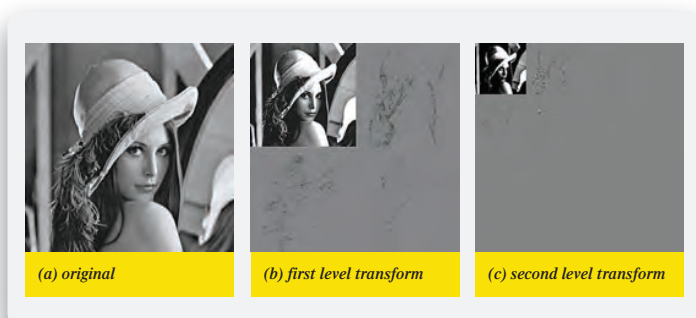 (a) original
(b) first level transform
(c) second level transform